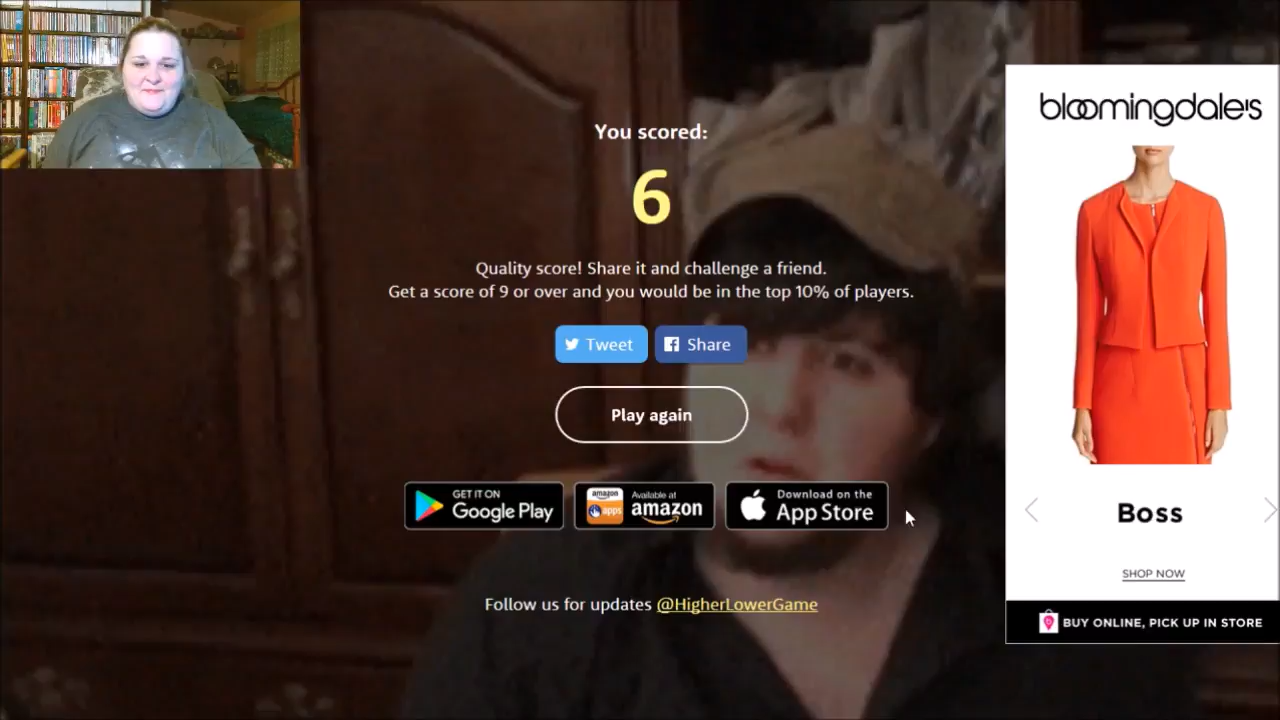 You scored:
6
Quality score! Share it and challenge a friend.
Get a score of 9 or over and you would be in the top 10% of players.
Tweet
Share
Play again
GET IT ON
Google Play
amazon
apps
Available at
amazon
Download on the
App Store
Follow us for updates @HigherLowerGame
bloomingdale's
Boss
SHOP NOW
BUY ONLINE, PICK UP IN STORE